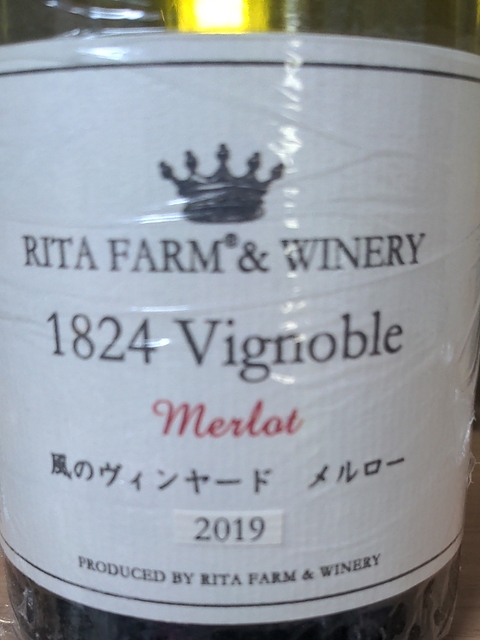 RITA FARM® & WINERY
1824 Vignoble
Merlot
風のヴィンヤード　メルロー
2019
PRODUCED BY RITA FARM & WINERY